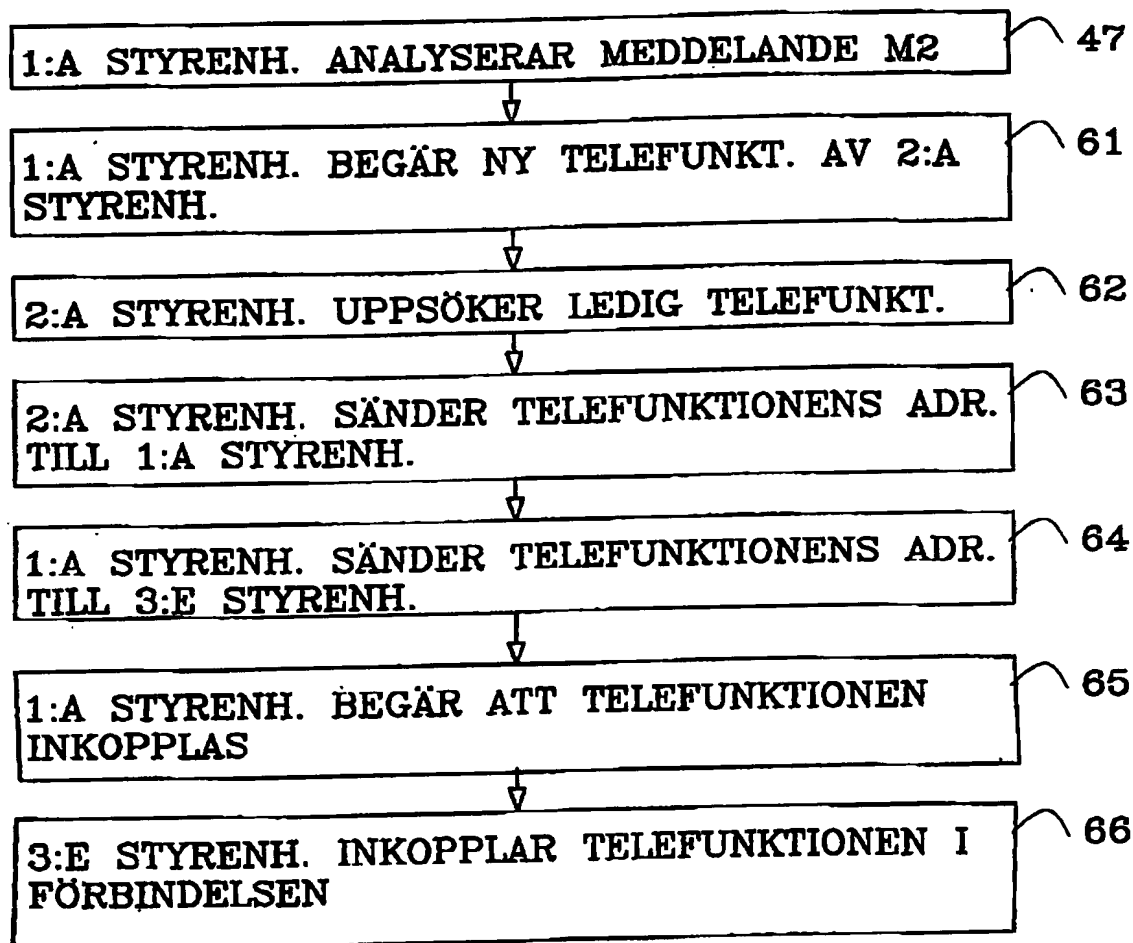 1:A STYRENH. ANALYSERAR MEDDELANDE M2
47
1:A STYRENH. BEGÄR NY TELEFUNKT. AV 2:A
STYRENH.
61
2:A STYRENH. UPPSÖKER LEDIG TELEFUNKT.
62
2:A STYRENH. SÄNDER TELEFUNKTIONENS ADR.
TILL 1:A STYRENH.
63
1:A STYRENH. SÄNDER TELEFUNKTIONENS ADR.
TILL 3:E STYRENH.
64
1:A STYRENH. BEGÄR ATT TELEFUNKTIONEN
INKOPPLAS
65
3:E STYRENH. INKOPPLAR TELEFUNKTIONEN I
FÖRBINDELSEN
66